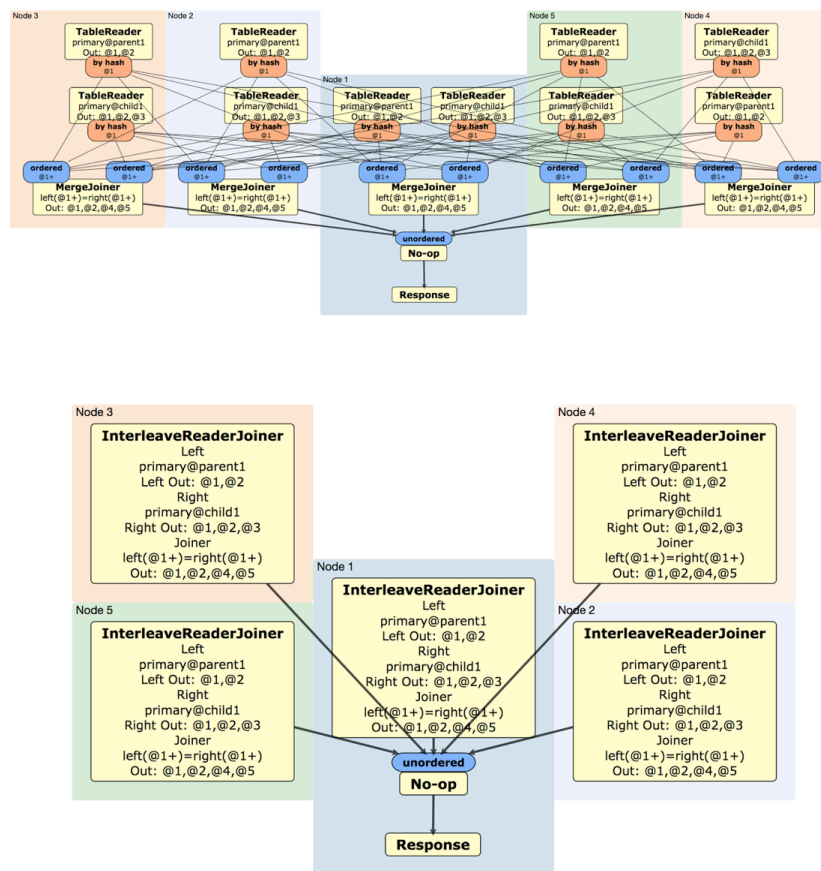 Node 3
TableReader
primary@parent1
Out: @1,@2
by hash
@1
TableReader
primary@child1
Out: @1,@2,@3
by hash
@1
ordered
@1+
ordered
@1+
MergeJoiner
left(@1+)=right(@1+)
Out: @1,@2,@4,@5
Node 2
TableReader
primary@parent1
Out: @1,@2
by hash
@1
TableReader
primary@child1
Out: @1,@2,@3
by hash
@1
ordered
@1+
ordered
@1+
MergeJoiner
left(@1+)=right(@1+)
Out: @1,@2,@4,@5
Node 1
TableReader
primary@parent1
Out: @1,@2
by hash
@1
TableReader
primary@child1
Out: @1,@2,@3
by hash
@1
ordered
@1+
ordered
@1+
MergeJoiner
left(@1+)=right(@1+)
Out: @1,@2,@4,@5
unordered
No-op
Response
Node 5
TableReader
primary@parent1
Out: @1,@2
by hash
@1
TableReader
primary@child1
Out: @1,@2,@3
by hash
@1
ordered
@1+
ordered
@1+
MergeJoiner
left(@1+)=right(@1+)
Out: @1,@2,@4,@5
Node 4
TableReader
primary@child1
Out: @1,@2,@3
by hash
@1
TableReader
primary@parent1
Out: @1,@2
by hash
@1
ordered
@1+
ordered
@1+
MergeJoiner
left(@1+)=right(@1+)
Out: @1,@2,@4,@5
Node 3
InterleaveReaderJoiner
Left
primary@parent1
Left Out: @1,@2
Right
primary@child1
Right Out: @1,@2,@3
Joiner
left(@1+)=right(@1+)
Out: @1,@2,@4,@5
Node 4
InterleaveReaderJoiner
Left
primary@parent1
Left Out: @1,@2
Right
primary@child1
Right Out: @1,@2,@3
Joiner
left(@1+)=right(@1+)
Out: @1,@2,@4,@5
Node 1
InterleaveReaderJoiner
Left
primary@parent1
Left Out: @1,@2
Right
primary@child1
Right Out: @1,@2,@3
Joiner
left(@1+)=right(@1+)
Out: @1,@2,@4,@5
Node 5
InterleaveReaderJoiner
Left
primary@parent1
Left Out: @1,@2
Right
primary@child1
Right Out: @1,@2,@3
Joiner
left(@1+)=right(@1+)
Out: @1,@2,@4,@5
Node 2
InterleaveReaderJoiner
Left
primary@parent1
Left Out: @1,@2
Right
primary@child1
Right Out: @1,@2,@3
Joiner
left(@1+)=right(@1+)
Out: @1,@2,@4,@5
unordered
No-op
Response